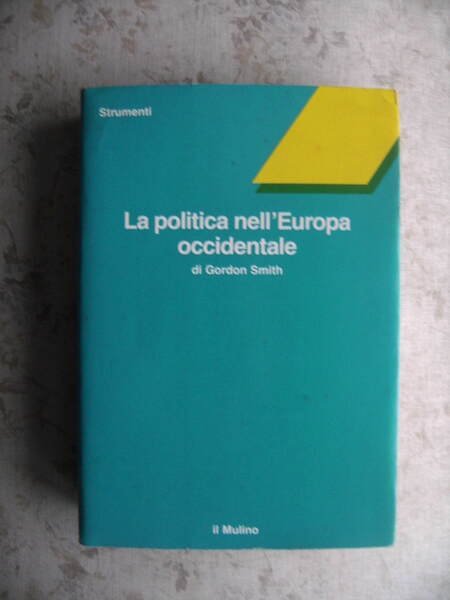 Strumenti
La politica nell'Europa
occidentale
di Gordon Smith
il Mulino